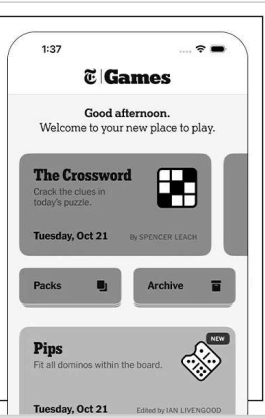 1:37
T Games
Good afternoon.
Welcome to your new place to play.
The Crossword
Crack the clues in
today's puzzle.
Tuesday, Oct 21 By SPENCER LEACH
Packs Archive
NEW
Pips
Fit all dominos within the board.
Tuesday, Oct 21 Edited by IAN LIVENGOOD